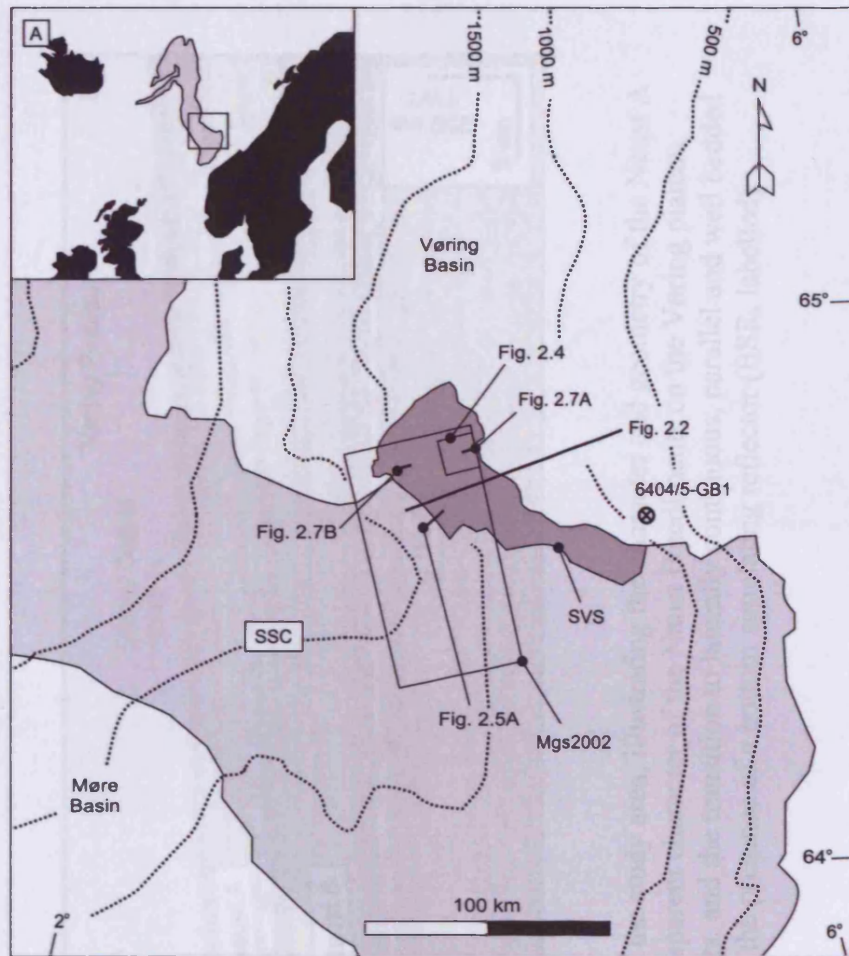 A
1500 m
1000 m
500 m
6°
N
Vøring
Basin
65°
Fig. 2.4
Fig. 2.7A
Fig. 2.2
6404/5-GB1
Fig. 2.7B
SVS
SSC
Fig. 2.5A
Mgs2002
Møre
Basin
64°
100 km
2°
6°